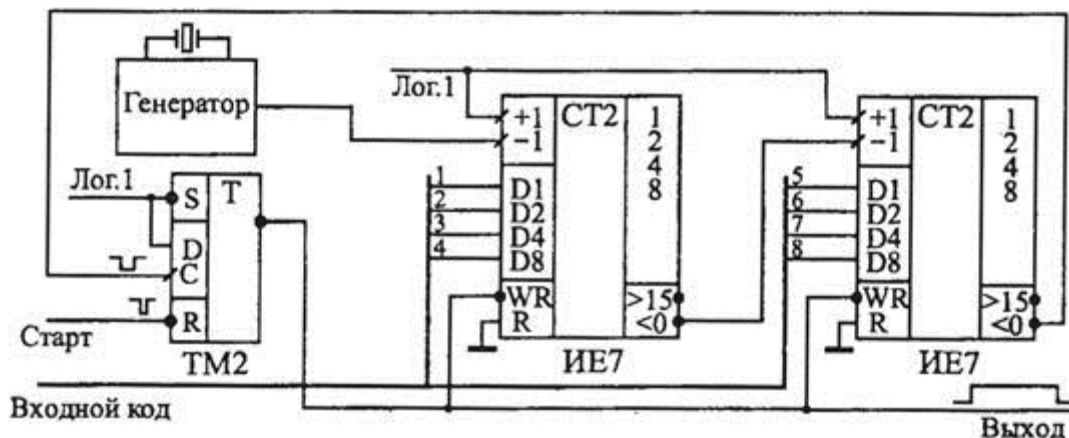 Генератор
Лог.1
Лог.1
S
T
D
C
R
Старт
ТМ2
Входной код
+1
-1
CT2
1
2
4
8
1
2
3
4
D1
D2
D4
D8
WR
R
>15
<0
ИЕ7
+1
-1
CT2
1
2
4
8
5
6
7
8
D1
D2
D4
D8
WR
R
>15
<0
ИЕ7
Выход